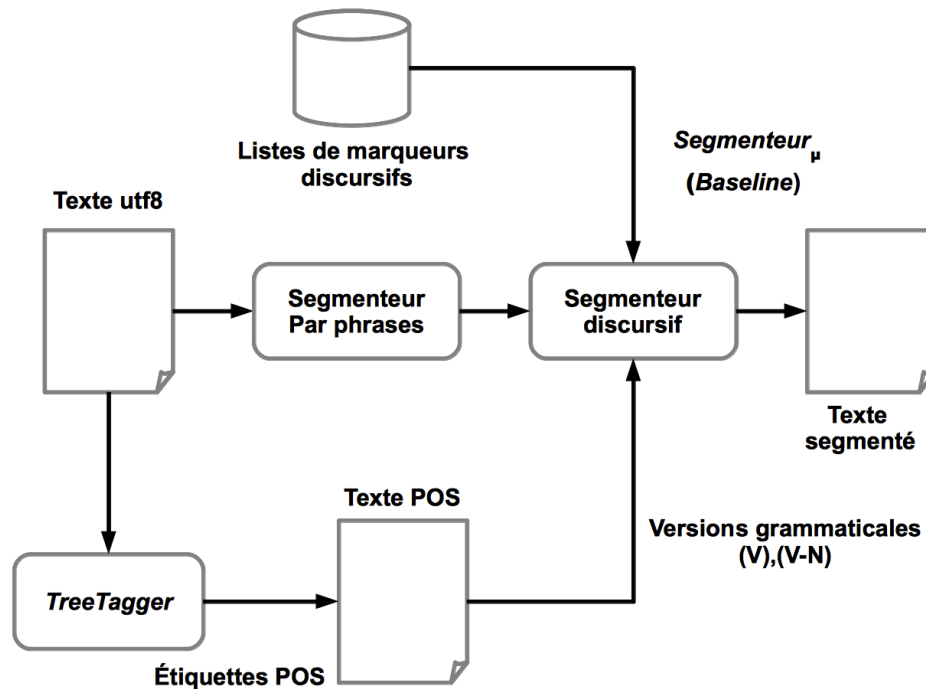 Listes de marqueurs
discursifs
Segmenteurμ
(Baseline)
Texte utf8
Segmenteur
Par phrases
Segmenteur
discursif
Texte
segmenté
Texte POS
Versions grammaticales
(V),(V-N)
TreeTagger
Étiquettes POS